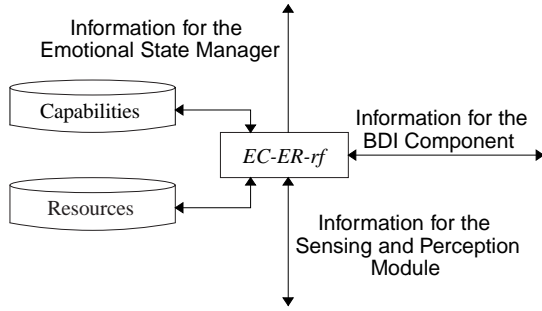 Information for the
Emotional State Manager
Capabilities
Information for the
BDI Component
EC-ER-rf
Resources
Information for the
Sensing and Perception
Module